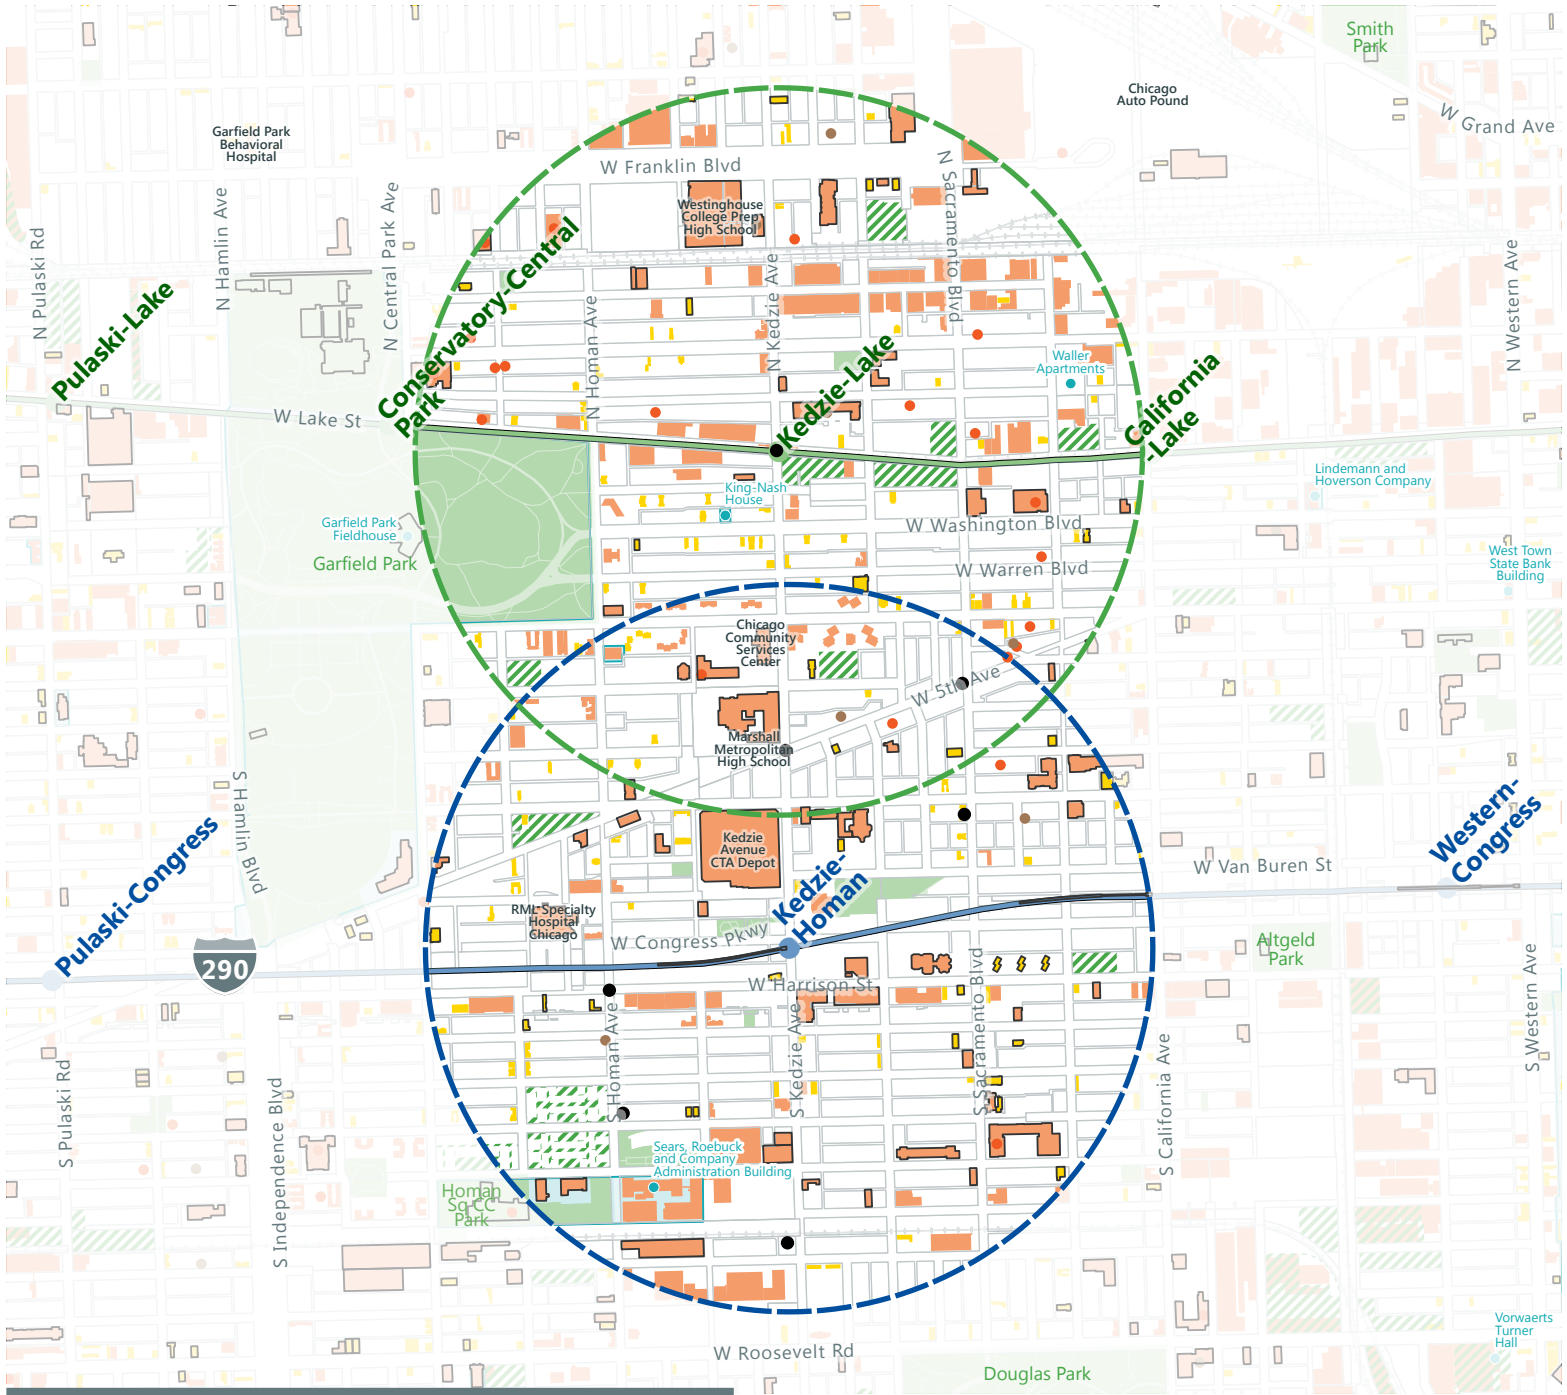 Smith
Park
Chicago
Auto Pound
W Grand Ave
Garfield Park
Behavioral
Hospital
W Franklin Blvd
N Sacramento Blvd
Westinghouse
College Prep
High School
N Pulaski Rd
N Hamlin Ave
N Central Park Ave
Conservatory-Central
Park
N Homan Ave
N Kedzie Ave
N Western Ave
Pulaski-Lake
Kedzie-Lake
Waller
Apartments
California
-Lake
W Lake St
Lindemann and
Hoverson Company
King-Nash
House
Garfield Park
Fieldhouse
Garfield Park
W Washington Blvd
W Warren Blvd
West Town
State Bank
Building
Chicago
Community
Services
Center
W 5th Ave
Marshall
Metropolitan
High School
S Hamlin Blvd
Pulaski-Congress
Western-
Congress
Kedzie
Avenue
CTA Depot
W Van Buren St
Kedzie-
Homan
RML Specialty
Hospital
Chicago
W Congress Pkwy
Altgeld
Park
290
W Harrison St
S Pulaski Rd
S Independence Blvd
S Homan Ave
S Kedzie Ave
S Sacramento Blvd
S California Ave
S Western Ave
Sears, Roebuck
and Company
Administration Building
Homan
Sq CC
Park
Vorwaerts
Turner
Hall
W Roosevelt Rd
Douglas Park